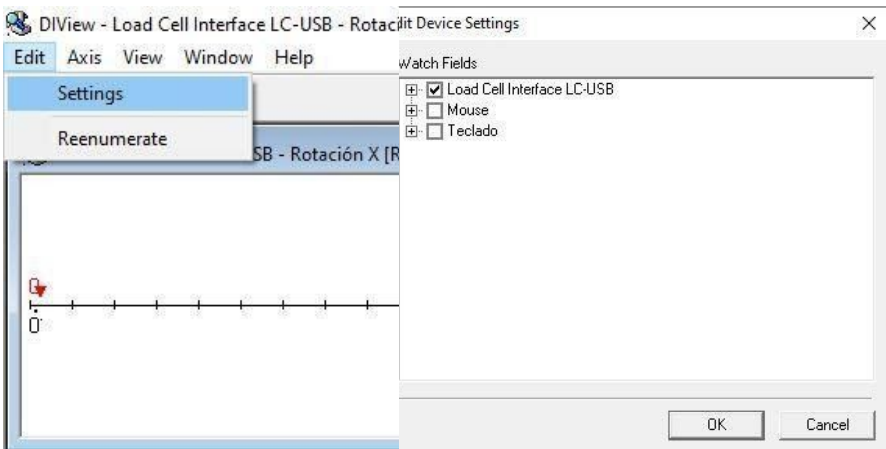 DIView - Load Cell Interface LC-USB - Rotac
Edit Axis View Window Help
Settings
Reenumerate
SB - Rotación X [R
0
0
dit Device Settings
Watch Fields
Load Cell Interface LC-USB
Mouse
Teclado
OK Cancel